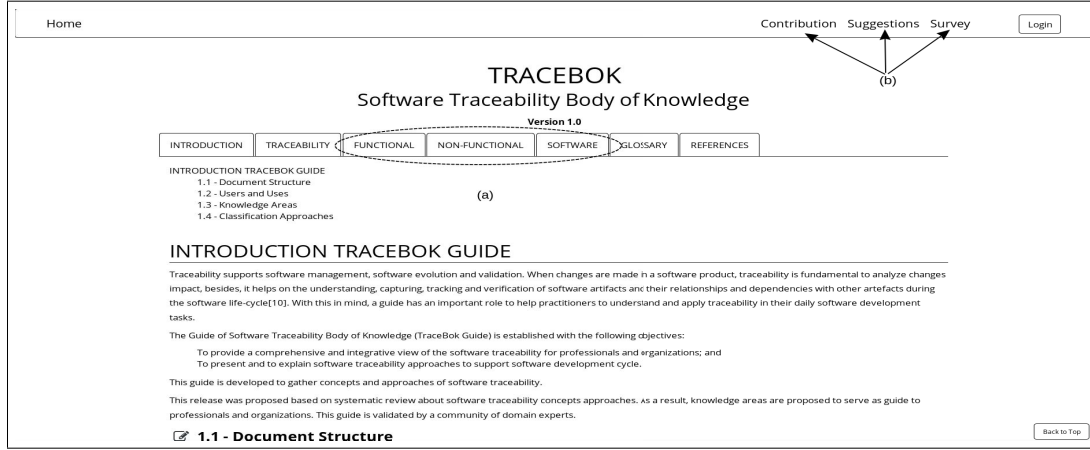 Home
Contribution Suggestions Survey
Login
(b)
TRACEBOK
Software Traceability Body of Knowledge
Version 1.0
INTRODUCTION TRACEABILITY FUNCTIONAL NON-FUNCTIONAL SOFTWARE GLOSSARY REFERENCES
INTRODUCTION TRACEBOK GUIDE
1.1 - Document Structure
1.2 - Users and Uses
1.3 - Knowledge Areas
1.4 - Classification Approaches
(a)
INTRODUCTION TRACEBOK GUIDE
Traceability supports software management, software evolution and validation. When changes are made in a software product, traceability is fundamental to analyze changes
impact, besides, it helps on the understanding, capturing, tracking and verification of software artifacts and their relationships and dependencies with other artefacts during
the software life-cycle[10]. With this in mind, a guide has an important role to help practitioners to understand and apply traceability in their daily software development
tasks.
The Guide of Software Traceability Body of Knowledge (TraceBok Guide) is established with the following objectives:
To provide a comprehensive and integrative view of the software traceability for professionals and organizations; and
To present and to explain software traceability approaches to support software development cycle.
This guide is developed to gather concepts and approaches of software traceability.
This release was proposed based on systematic review about software traceability concepts approaches. As a result, knowledge areas are proposed to serve as guide to
professionals and organizations. This guide is validated by a community of domain experts.
1.1 - Document Structure
Back to Top